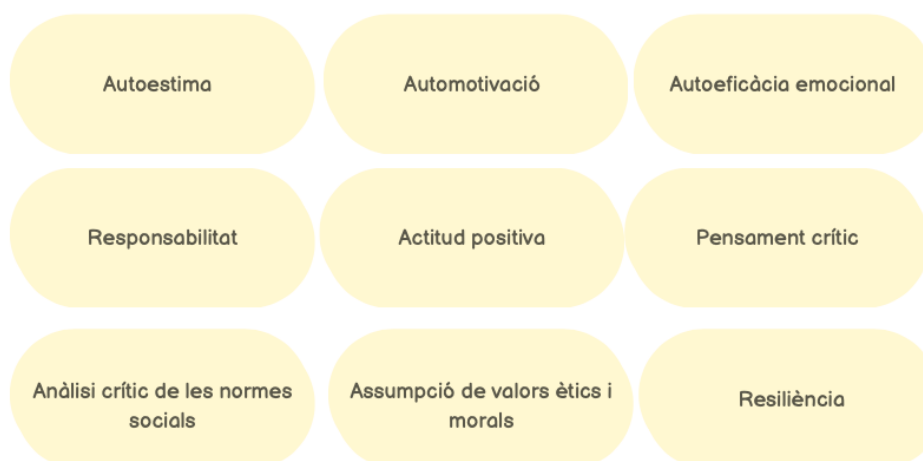 Autoestima
Automotivació
Autoeficàcia emocional
Responsabilitat
Actitud positiva
Pensament crític
Anàlisi crític de les normes
socials
Assumpció de valors ètics i
morals
Resiliència